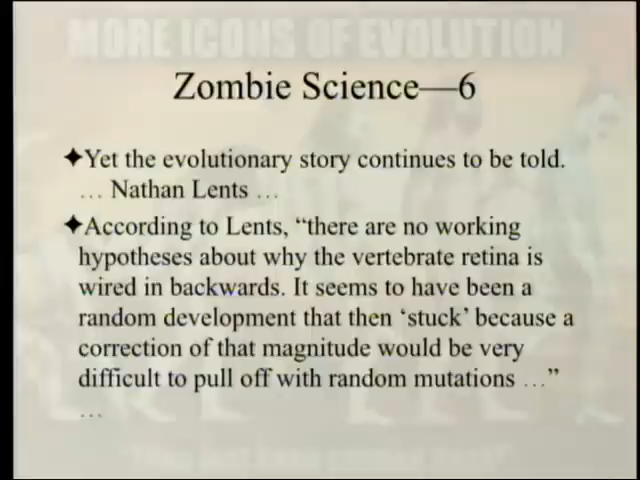 MORE ICONS OF EVOLUTION
Zombie Science—6
✦Yet the evolutionary story continues to be told.
… Nathan Lents …
✦According to Lents, “there are no working
hypotheses about why the vertebrate retina is
wired in backwards. It seems to have been a
random development that then ‘stuck’ because a
correction of that magnitude would be very
difficult to pull off with random mutations …”
…